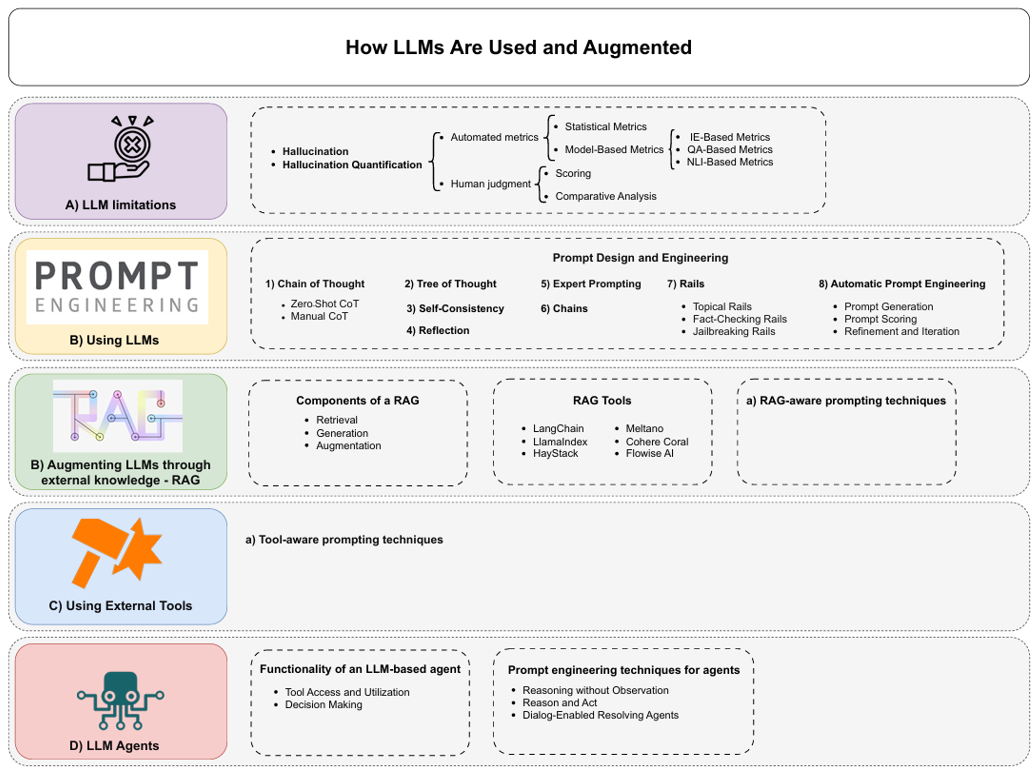 How LLMs Are Used and Augmented
A) LLM limitations
Hallucination
Hallucination Quantification
Automated metrics
Statistical Metrics
Model-Based Metrics
IE-Based Metrics
QA-Based Metrics
NLI-Based Metrics
Human judgment
Scoring
Comparative Analysis
PROMPT
ENGINEERING
B) Using LLMs
Prompt Design and Engineering
1) Chain of Thought
Zero-Shot CoT
Manual CoT
2) Tree of Thought
3) Self-Consistency
4) Reflection
5) Expert Prompting
6) Chains
7) Rails
Topical Rails
Fact-Checking Rails
Jailbreaking Rails
8) Automatic Prompt Engineering
Prompt Generation
Prompt Scoring
Refinement and Iteration
RAG
B) Augmenting LLMs through
external knowledge - RAG
Components of a RAG
Retrieval
Generation
Augmentation
RAG Tools
LangChain
LlamaIndex
HayStack
Meltano
Cohere Coral
Flowise AI
a) RAG-aware prompting techniques
C) Using External Tools
a) Tool-aware prompting techniques
D) LLM Agents
Functionality of an LLM-based agent
Tool Access and Utilization
Decision Making
Prompt engineering techniques for agents
Reasoning without Observation
Reason and Act
Dialog-Enabled Resolving Agents